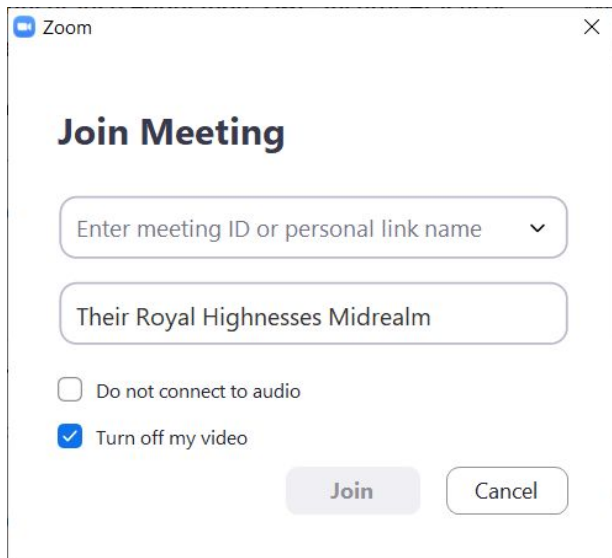 Zoom
Join Meeting
Enter meeting ID or personal link name
Their Royal Highnesses Midrealm
Do not connect to audio
Turn off my video
Join Cancel